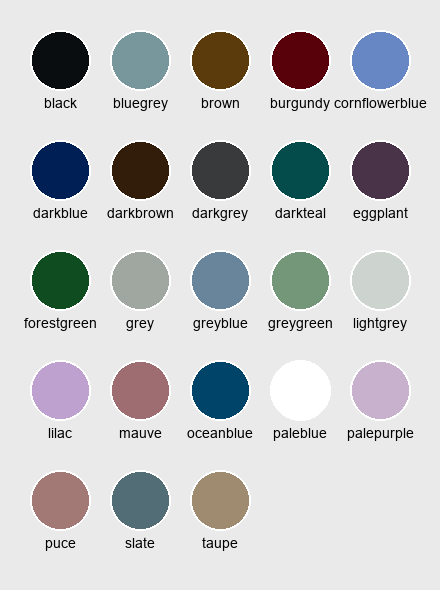 black bluegrey brown burgundy cornflowerblue
darkblue darkbrown darkgrey darkteal eggplant
forestgreen grey greyblue greygreen lightgrey
lilac mauve oceanblue paleblue palepurple
puce slate taupe